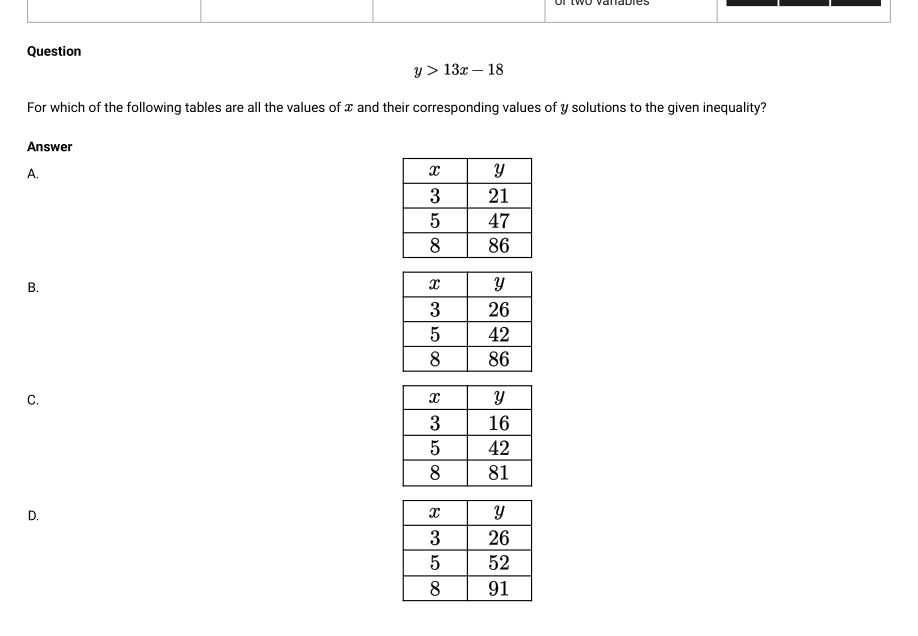 of two variables
Question
y > 13x − 18
For which of the following tables are all the values of x and their corresponding values of y solutions to the given inequality?
Answer
A.
x y
3 21
5 47
8 86
B.
x y
3 26
5 42
8 86
C.
x y
3 16
5 42
8 81
D.
x y
3 26
5 52
8 91